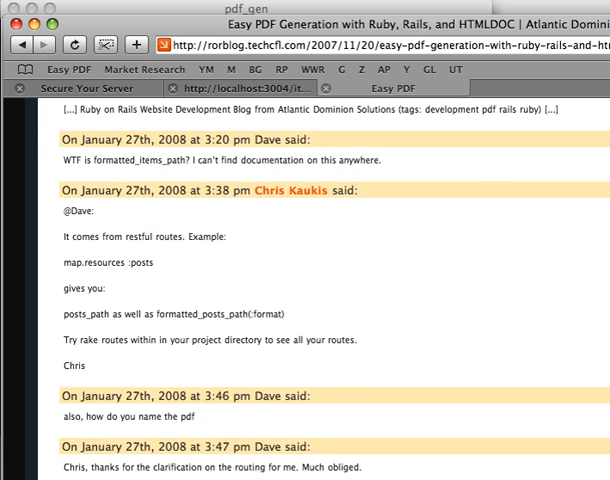 pdf_gen
Easy PDF Generation with Ruby, Rails, and HTMLDOC | Atlantic Domini
http://rorblog.techcfl.com/2007/11/20/easy-pdf-generation-with-ruby-rails-and-htm
Easy PDF Market Research YM M BG RP WWR G Z AP Y GL UT
Secure Your Server http://localhost:3004/it... Easy PDF
[...] Ruby on Rails Website Development Blog from Atlantic Dominion Solutions (tags: development pdf rails ruby) [...]
On January 27th, 2008 at 3:20 pm Dave said:
WTF is formatted_items_path? I can't find documentation on this anywhere.
On January 27th, 2008 at 3:38 pm Chris Kaukis said:
@Dave:
It comes from restful routes. Example:
map.resources :posts
gives you:
posts_path as well as formatted_posts_path(:format)
Try rake routes within in your project directory to see all your routes.
Chris
On January 27th, 2008 at 3:46 pm Dave said:
also, how do you name the pdf
On January 27th, 2008 at 3:47 pm Dave said:
Chris, thanks for the clarification on the routing for me. Much obliged.